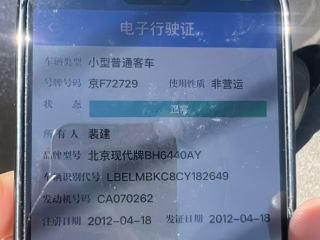 电子行驶证
车辆类型 小型普通客车
号牌号码 京F72729 使用性质 非营运
状 态 正常
所 有 人 裴建
品牌型号 北京现代牌BH6440AY
车辆识别代号 LBELMBKC8CY182649
发动机号码 CA070262
注册日期 2012-04-18 发证日期 2012-04-18